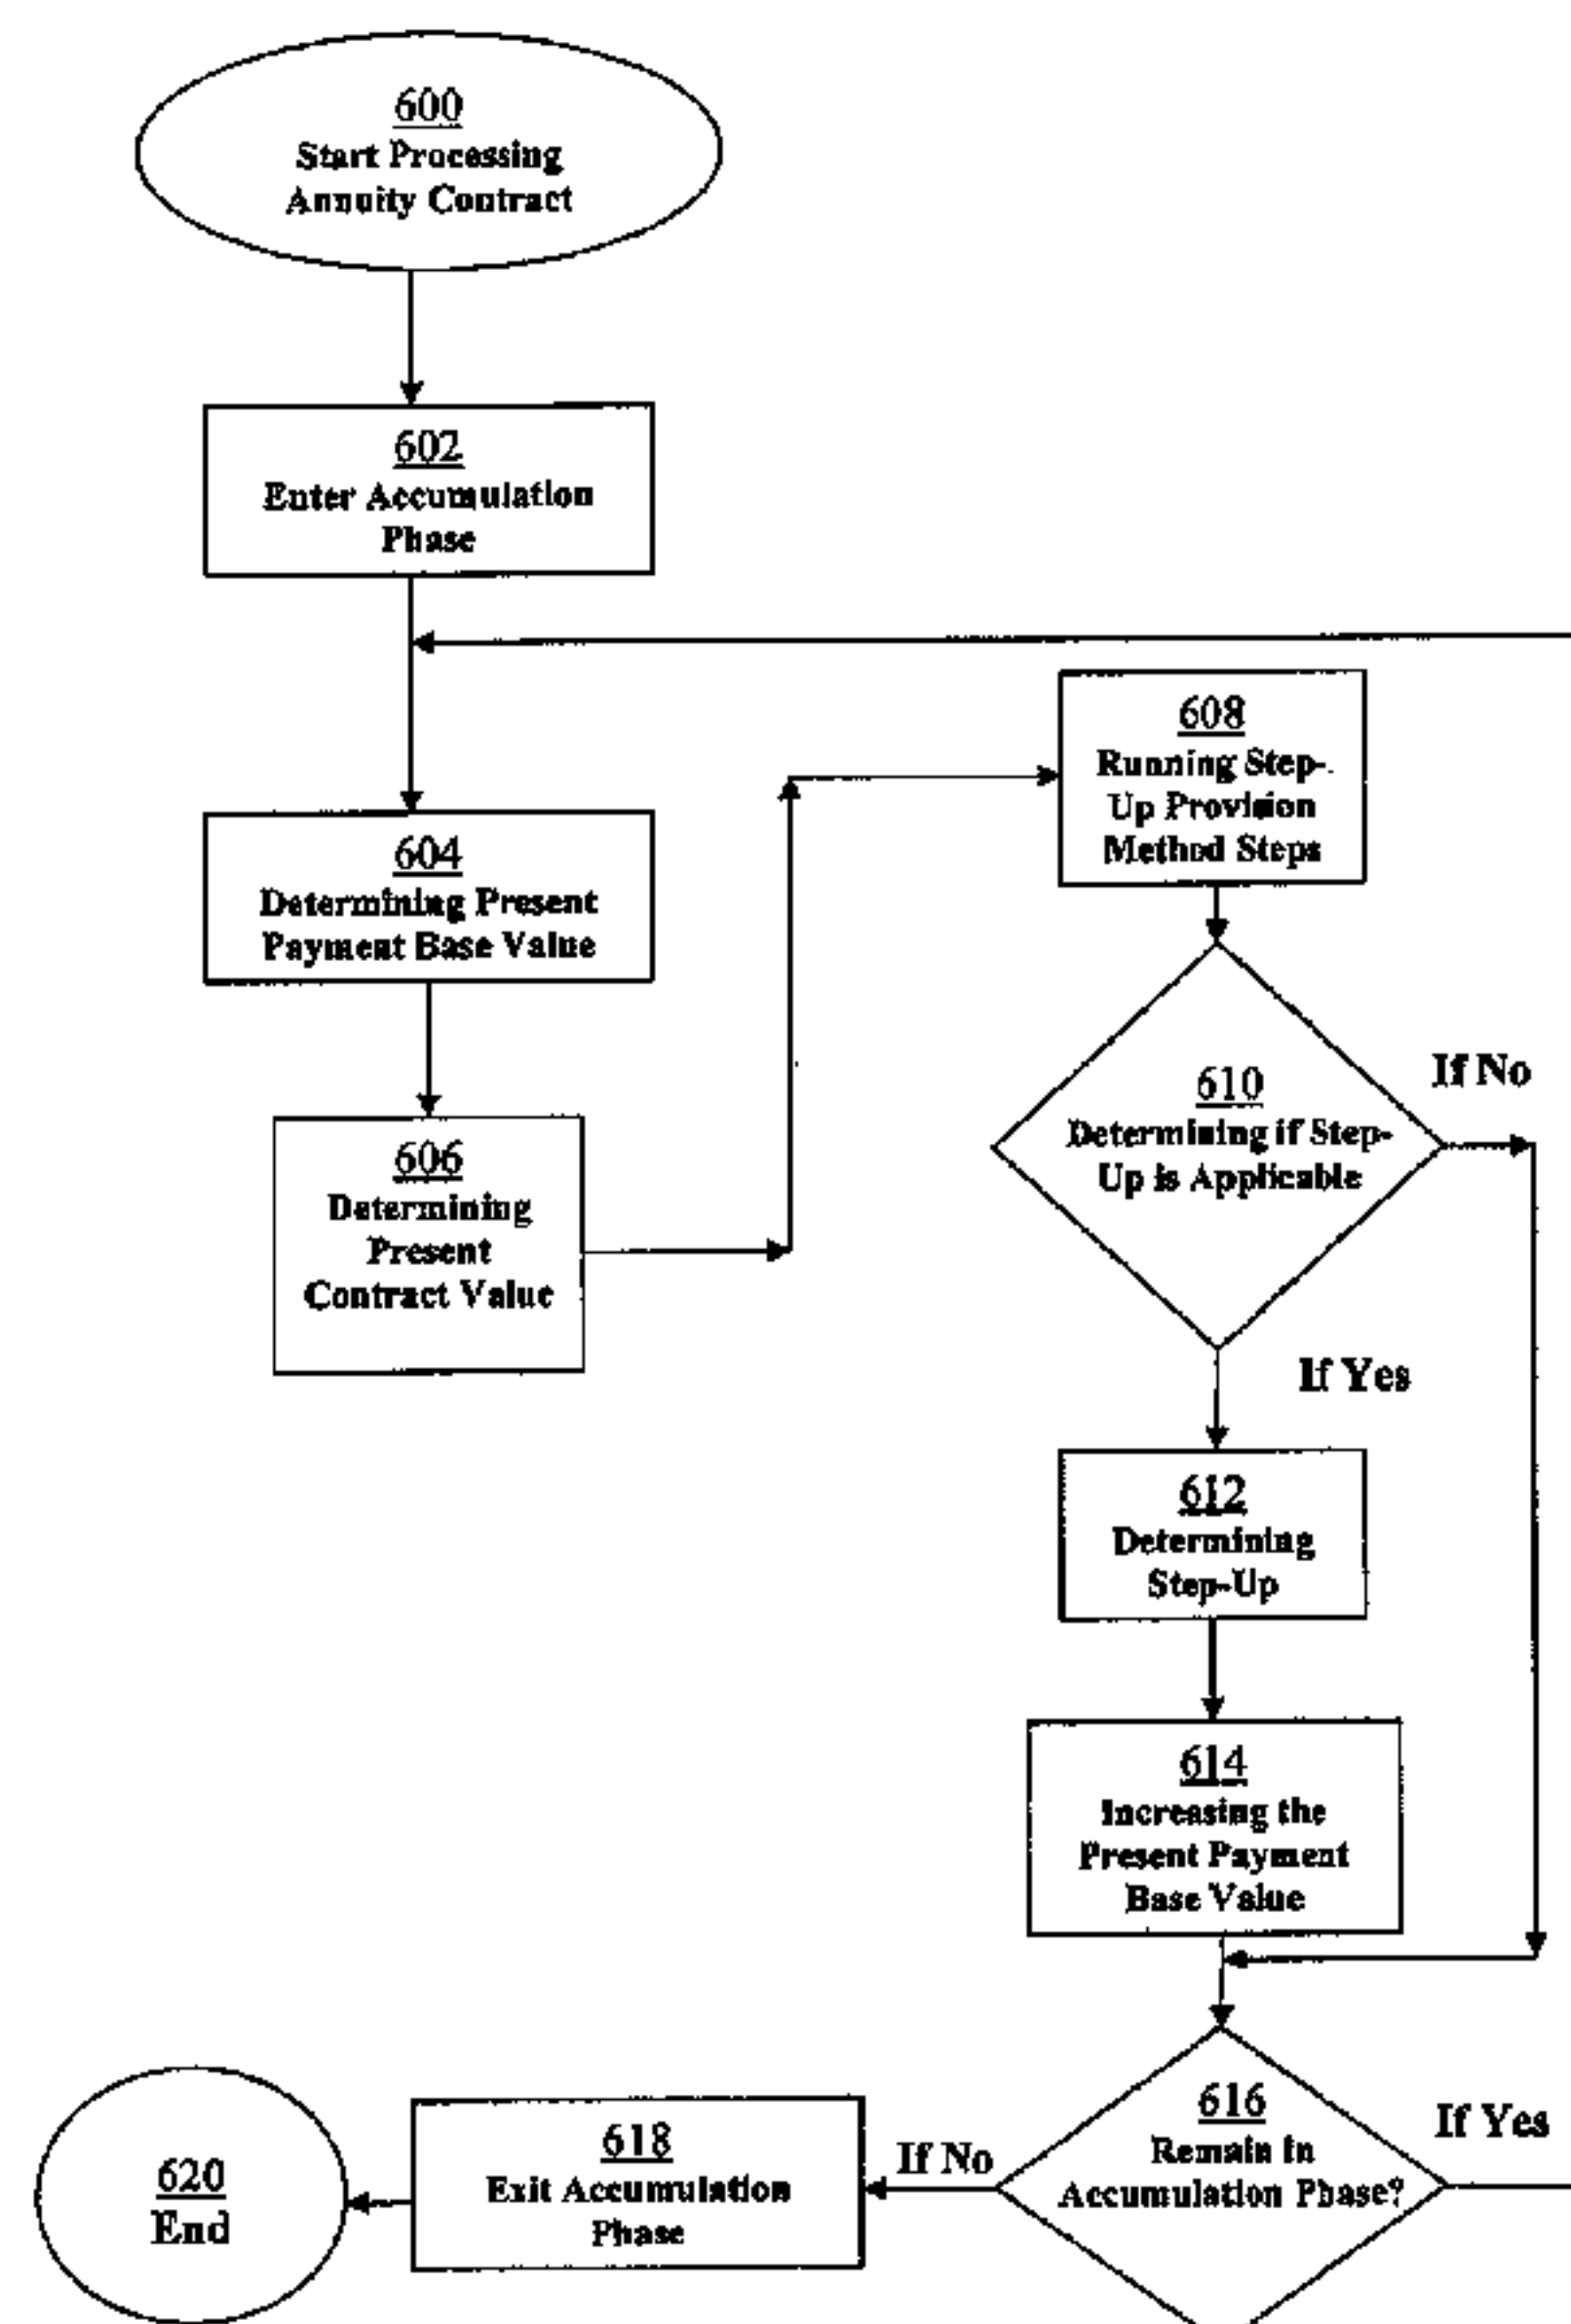 600
Start Processing
Annuity Contract
602
Enter Accumulation
Phase
604
Determining Present
Payment Base Value
606
Determining
Present
Contract Value
608
Running Step-
Up Provision
Method Steps
610
Determining if Step-
Up is Applicable
If No
If Yes
612
Determining
Step-Up
614
Increasing the
Present Payment
Base Value
616
Remain in
Accumulation Phase?
If Yes
If No
618
Exit Accumulation
Phase
620
End